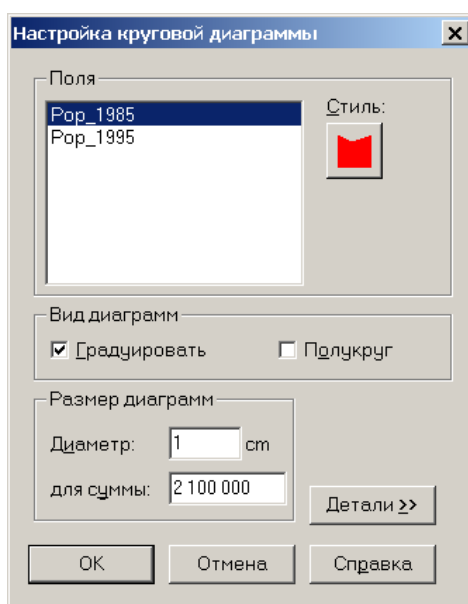 Настройка круговой диаграммы
Поля
Pop_1985
Pop_1995
Стиль:
Вид диаграмм
Градуировать
Полукруг
Размер диаграмм
Диаметр: 1 cm
для суммы: 2 100 000
Детали >>
ОК Отмена Справка